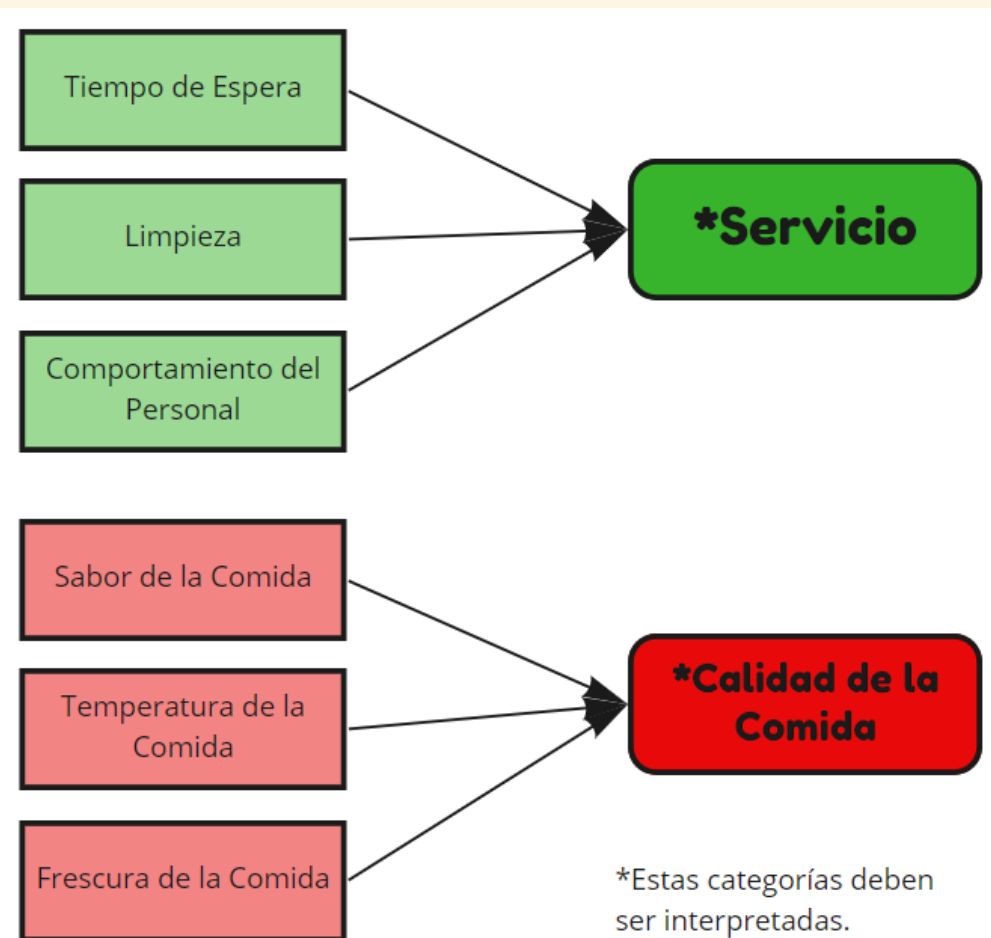 Tiempo de Espera
Limpieza
Comportamiento del
Personal
*Servicio
Sabor de la Comida
Temperatura de la
Comida
Frescura de la Comida
*Calidad de la
Comida
*Estas categorías deben
ser interpretadas.